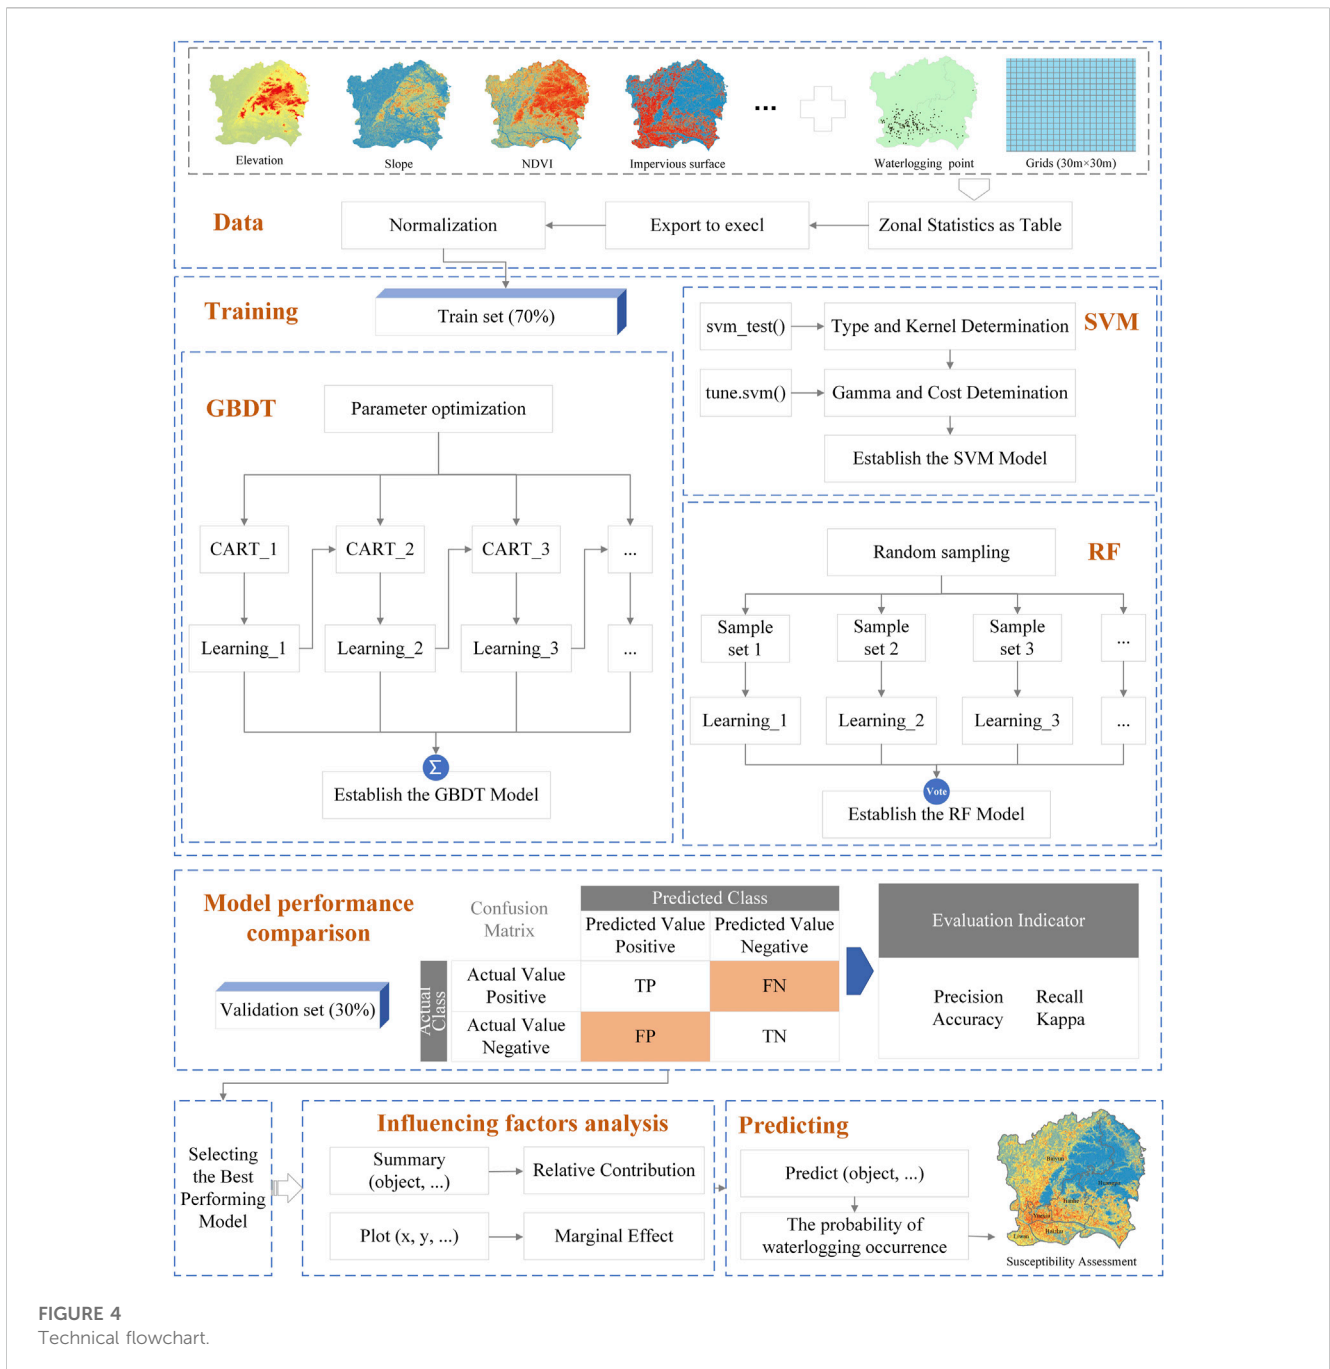 Elevation
Slope
NDVI
Impervious surface
...
Waterlogging point
Grids (30m×30m)
Data
Normalization
Export to execl
Zonal Statistics as Table
Training
Train set (70%)
GBDT
Parameter optimization
CART_1
CART_2
CART_3
...
Learning_1
Learning_2
Learning_3
...
Σ
Establish the GBDT Model
SVM
svm_test()
Type and Kernel Determination
tune.svm()
Gamma and Cost Detemination
Establish the SVM Model
RF
Random sampling
Sample
set 1
Sample
set 2
Sample
set 3
...
Learning_1
Learning_2
Learning_3
...
Vote
Establish the RF Model
Model performance
comparison
Validation set (30%)
Confusion
Matrix
Predicted Class
Predicted Value
Positive
Predicted Value
Negative
Actual
Class
Actual Value
Positive
TP
FN
Actual Value
Negative
FP
TN
Evaluation Indicator
Precision Recall
Accuracy Kappa
Selecting
the Best
Performing
Model
Influencing factors analysis
Summary
(object, ...)
Relative Contribution
Plot (x, y, ...)
Marginal Effect
Predicting
Predict (object, ...)
The probability of
waterlogging occurrence
Susceptibility Assessment
FIGURE 4
Technical flowchart.